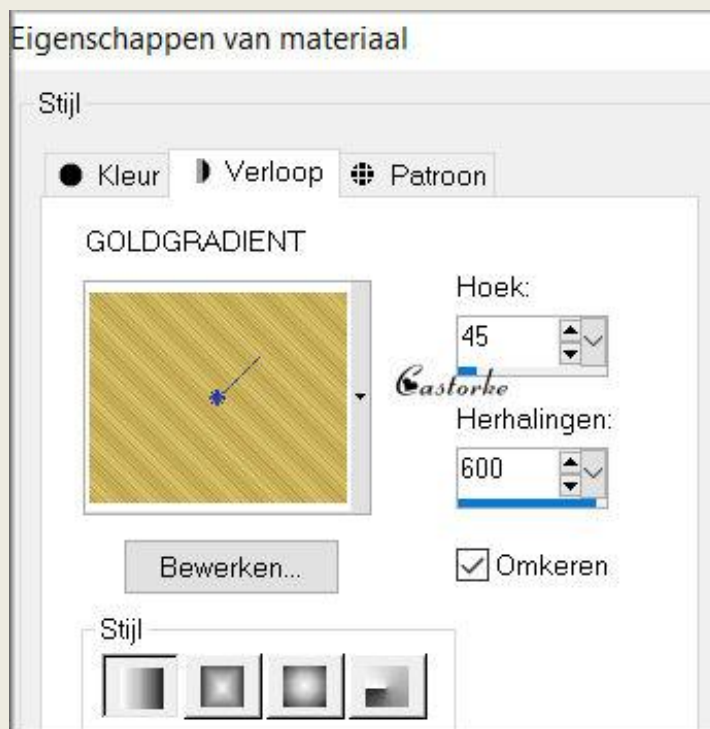 Eigenschappen van materiaal
Stijl
Kleur Verloop Patroon
GOLDGRADIENT
Hoek:
45
Castorke
Herhalingen:
600
Bewerken...
Omkeren
Stijl